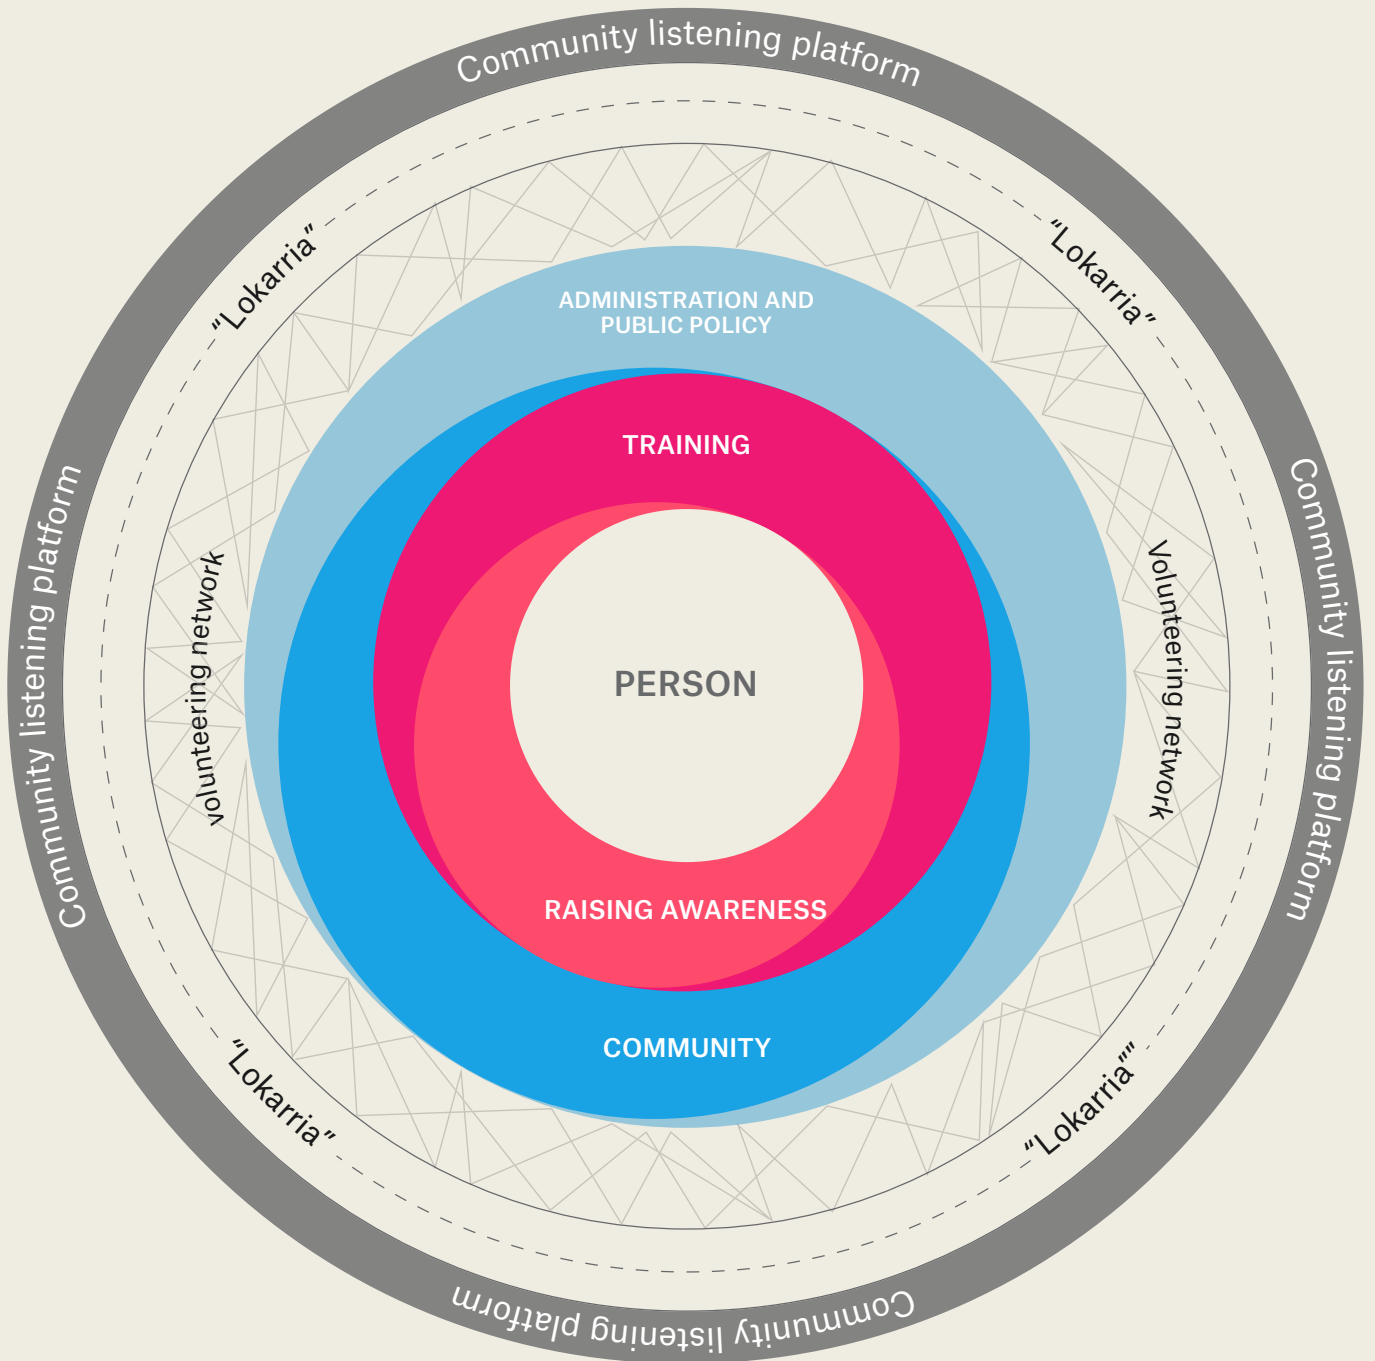 Community listening platform
“Lokarria”
“Lokarria”
ADMINISTRATION AND
PUBLIC POLICY
TRAINING
Community listening platform
volunteering network
PERSON
Volunteering network
Community listening platform
RAISING AWARENESS
COMMUNITY
“Lokarria”
“Lokarria””
Community listening platform